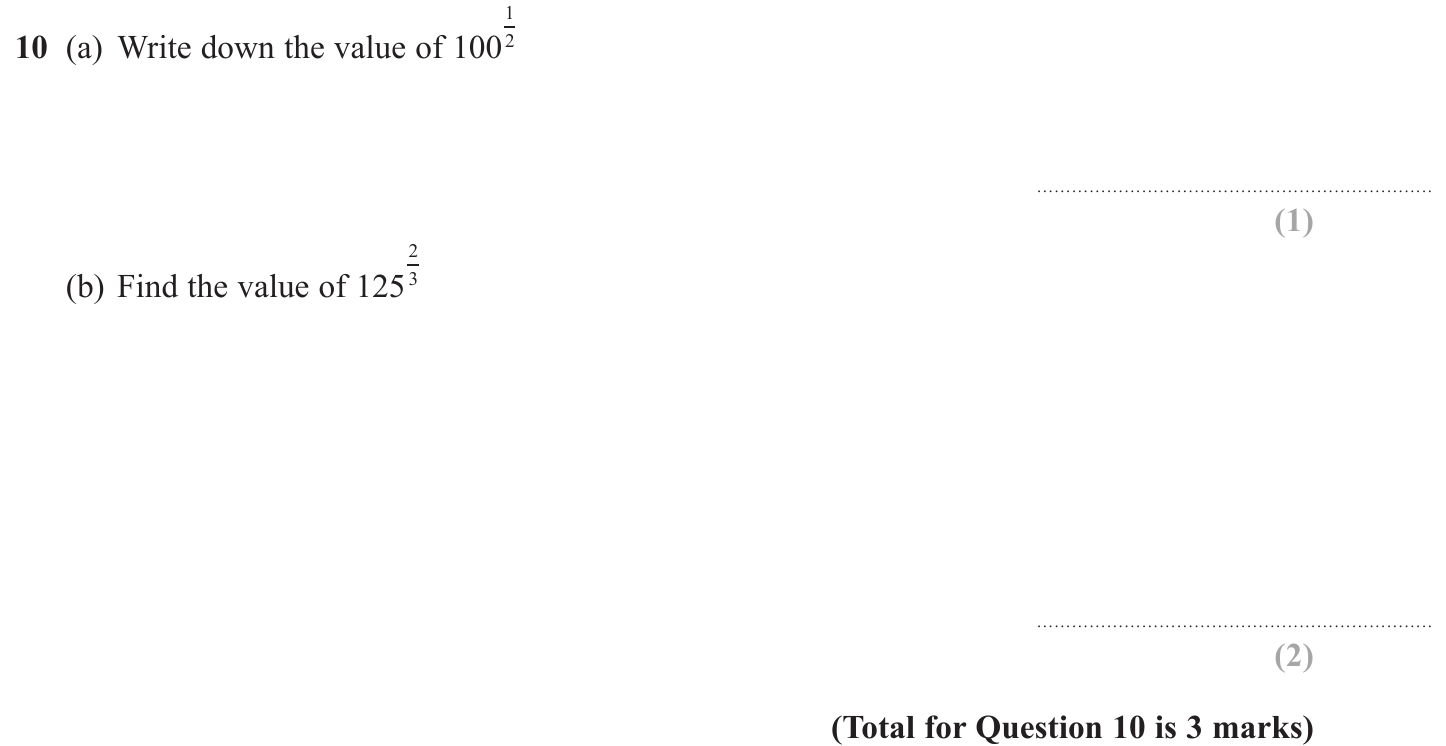 10 (a) Write down the value of 100^{\frac{1}{2}}
(1)
(b) Find the value of 125^{\frac{2}{3}}
(2)
(Total for Question 10 is 3 marks)